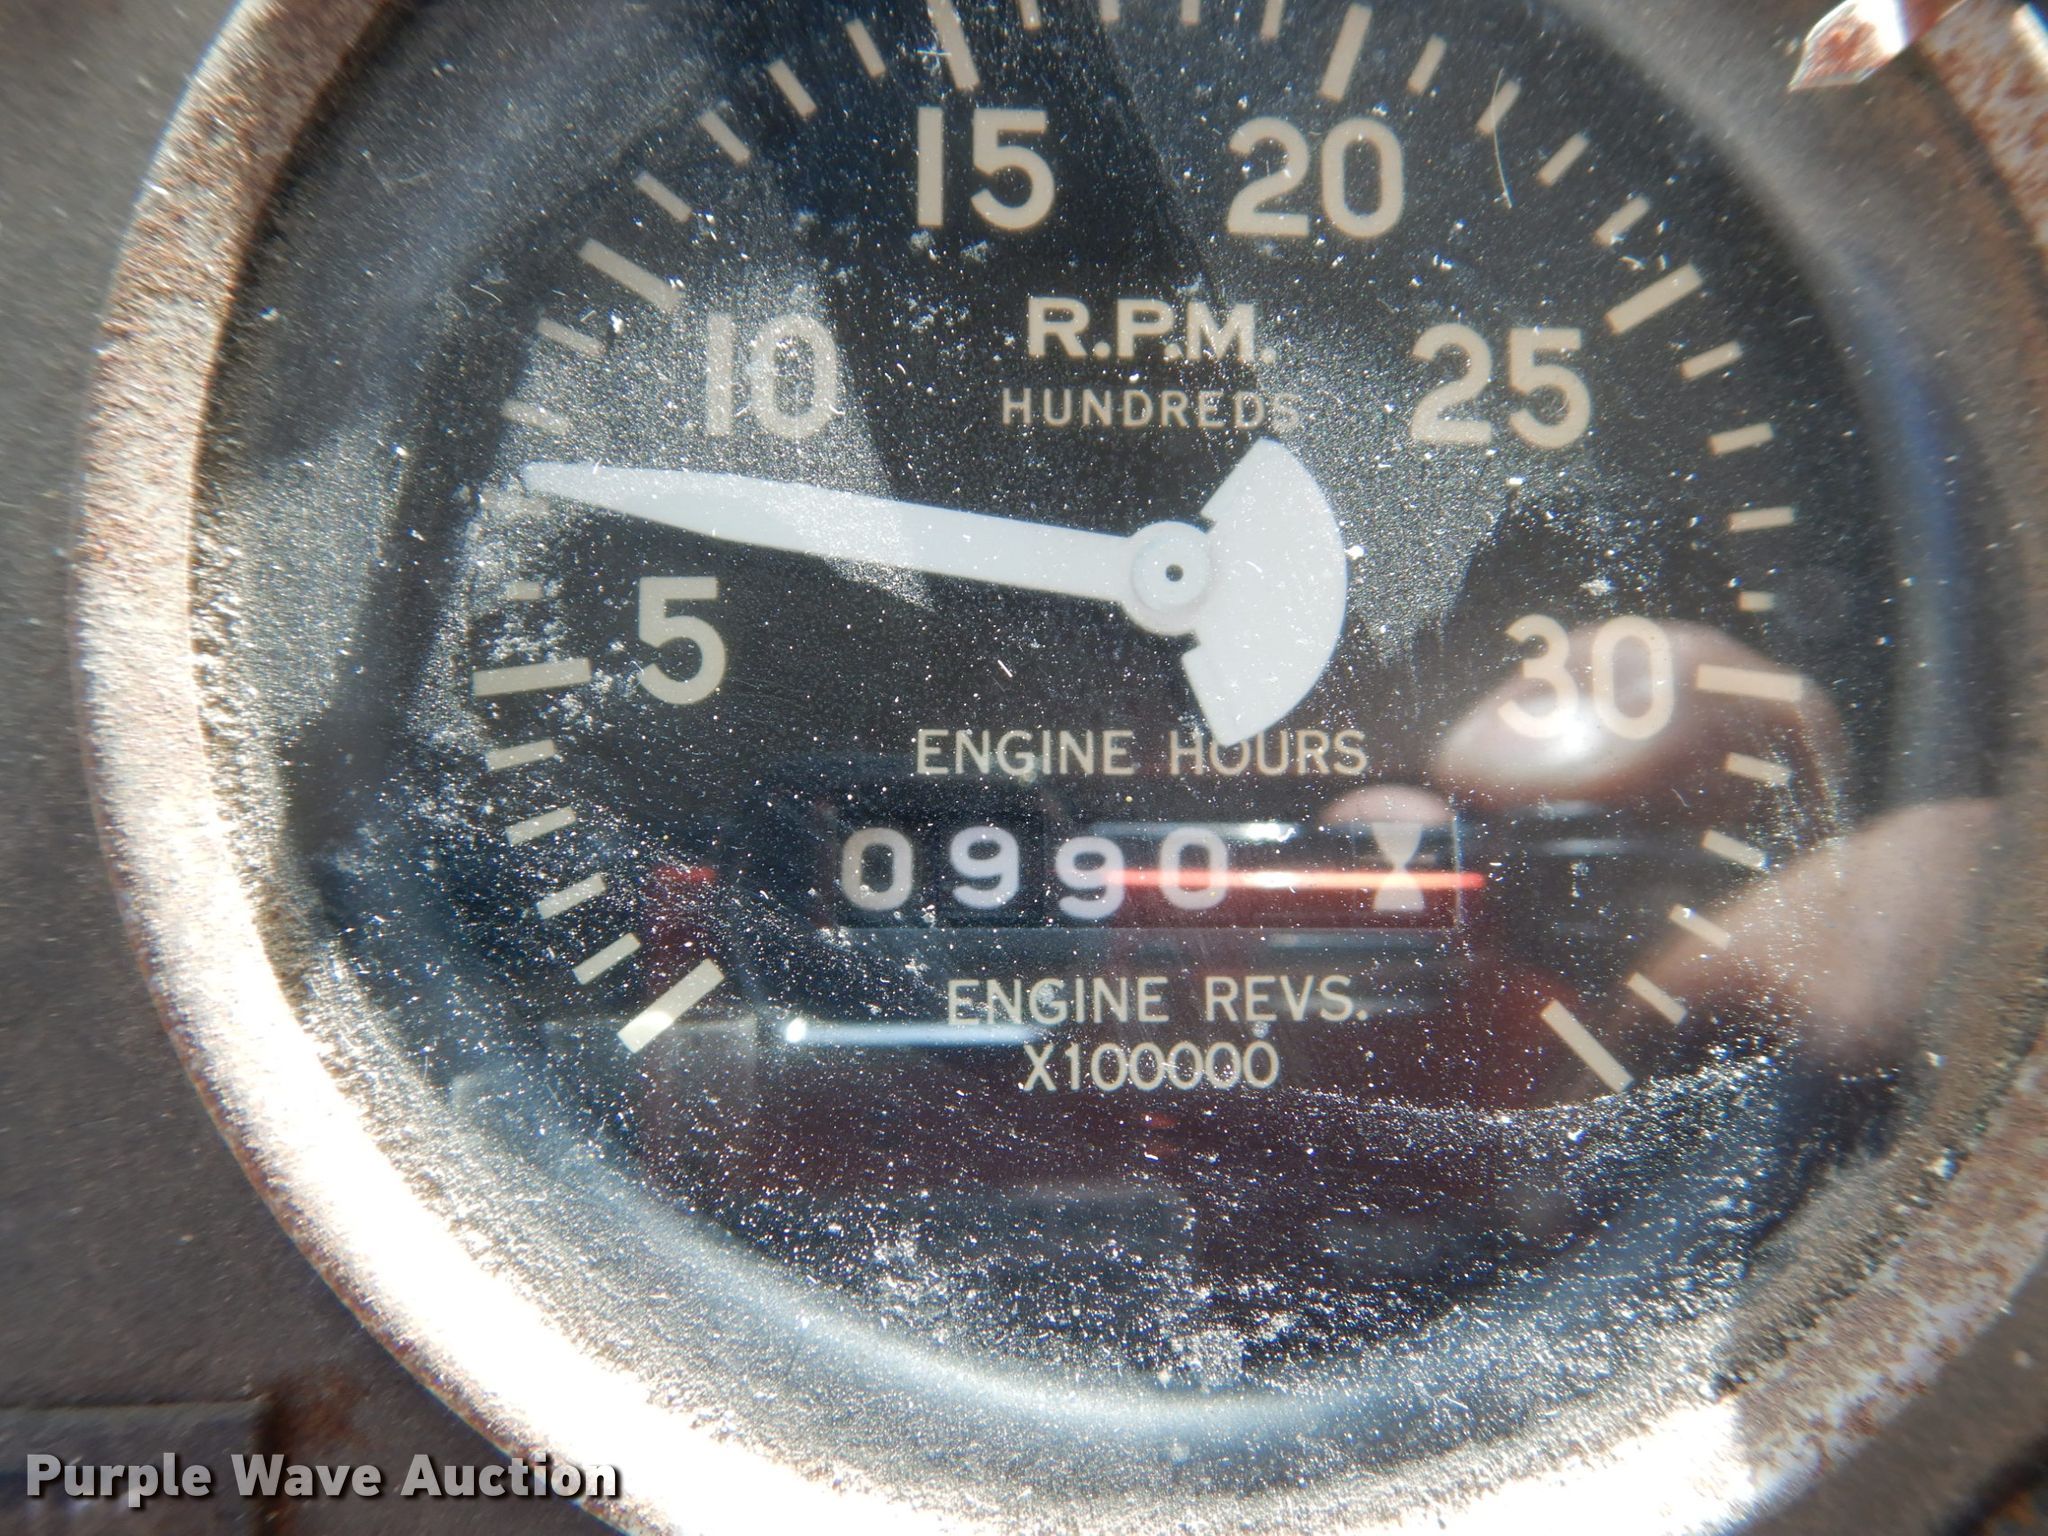 15 20
10 25
R.P.M.
HUNDREDS
5 30
ENGINE HOURS
0990
ENGINE REVS.
X100000
Purple Wave Auction